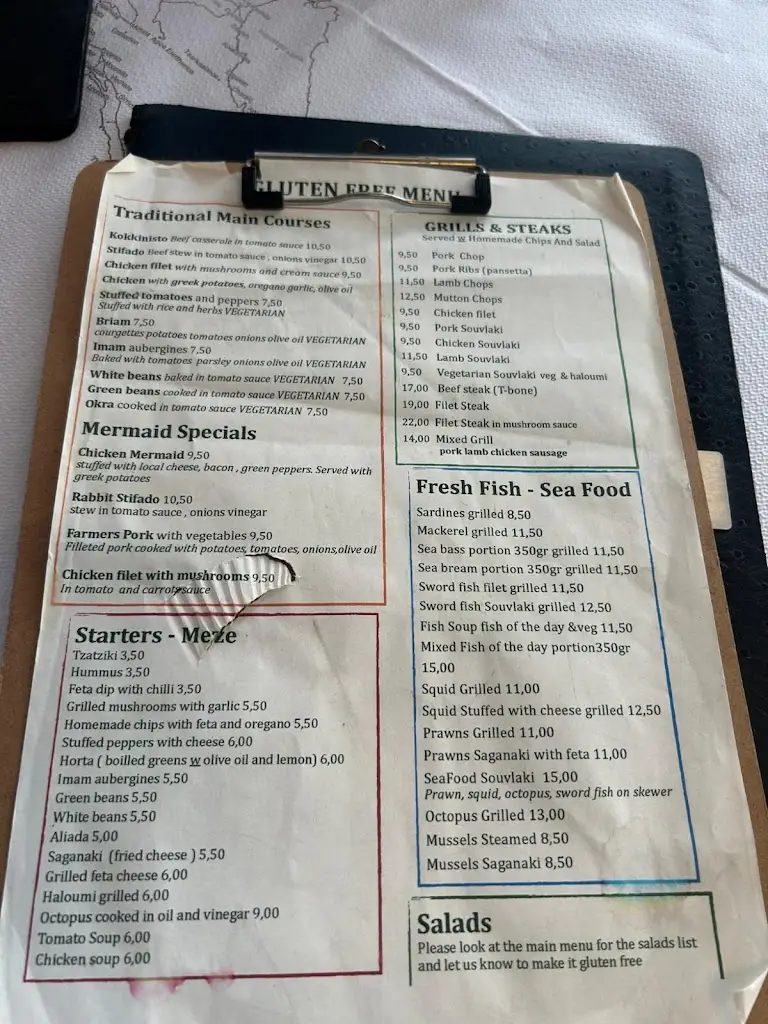 GLUTEN FREE MENU
Traditional Main Courses
Kokkinisto Beef casserole in tomato sauce 10,50
Stifado Beef stew in tomato sauce , onions vinegar 10,50
Chicken filet with mushrooms and cream sauce 9,50
Chicken with greek potatoes, oregano garlic, olive oil
Stuffed tomatoes and peppers 7,50
Stuffed with rice and herbs VEGETARIAN
Briam 7,50
courgettes potatoes tomatoes onions olive oil VEGETARIAN
Imam aubergines 7.50
Baked with tomatoes parsley onions olive oil VEGETARIAN
White beans baked in tomato sauce VEGETARIAN 7,50
Green beans cooked in tomato sauce VEGETARIAN 7,50
Okra cooked in tomato sauce VEGETARIAN 7,50
Mermaid Specials
Chicken Mermaid 9,50
stuffed with local cheese, bacon , green peppers. Served with
greek potatoes
Rabbit Stifado 10,50
stew in tomato sauce , onions vinegar
Farmers Pork with vegetables 9,50
Filleted pork cooked with potatoes, tomatoes, onions,olive oil
Chicken filet with mushrooms 9,50
In tomato and carrot sauce
Starters - Meze
Tzatziki 3,50
Hummus 3,50
Feta dip with chilli 3,50
Grilled mushrooms with garlic 5,50
Homemade chips with feta and oregano 5,50
Stuffed peppers with cheese 6,00
Horta ( boilled greens w olive oil and lemon) 6,00
Imam aubergines 5,50
Green beans 5,50
White beans 5,50
Aliada 5,00
Saganaki (fried cheese ) 5,50
Grilled feta cheese 6,00
Haloumi grilled 6,00
Octopus cooked in oil and vinegar 9,00
Tomato Soup 6,00
Chicken soup 6,00
GRILLS & STEAKS
Served w Homemade Chips And Salad
9,50 Pork Chop
9,50 Pork Ribs (pansetta)
11,50 Lamb Chops
12,50 Mutton Chops
9,50 Chicken filet
9,50 Pork Souvlaki
9,50 Chicken Souvlaki
11,50 Lamb Souvlaki
9,50 Vegetarian Souvlaki veg & haloumi
17,00 Beef steak (T-bone)
19,00 Filet Steak
22,00 Filet Steak in mushroom sauce
14,00 Mixed Grill
pork lamb chicken sausage
Fresh Fish - Sea Food
Sardines grilled 8,50
Mackerel grilled 11,50
Sea bass portion 350gr grilled 11,50
Sea bream portion 350gr grilled 11,50
Sword fish filet grilled 11,50
Sword fish Souvlaki grilled 12,50
Fish Soup fish of the day &veg 11,50
Mixed Fish of the day portion350gr
15,00
Squid Grilled 11,00
Squid Stuffed with cheese grilled 12,50
Prawns Grilled 11,00
Prawns Saganaki with feta 11,00
SeaFood Souvlaki 15,00
Prawn, squid, octopus, sword fish on skewer
Octopus Grilled 13,00
Mussels Steamed 8,50
Mussels Saganaki 8,50
Salads
Please look at the main menu for the salads list
and let us know to make it gluten free